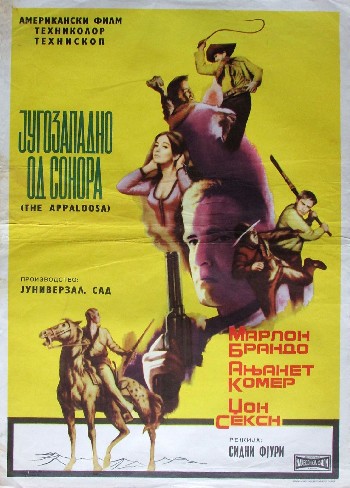 АМЕРИКАНСКИ ФИЛМ
ТЕХНИКОЛОР
ТЕХНИСКОП
ЈУГОЗАПАДНО
ОД СОНОРА
(THE APPALOOSA)
ПРОИЗВОДСТВО:
ЈУНИВЕРЗАЛ, САД
МАРЛОН
БРАНДО
АЊАНЕТ
КОМЕР
ЏОН
СЕКСН
РЕЖИЈА:
СИДНИ ФЈУРИ